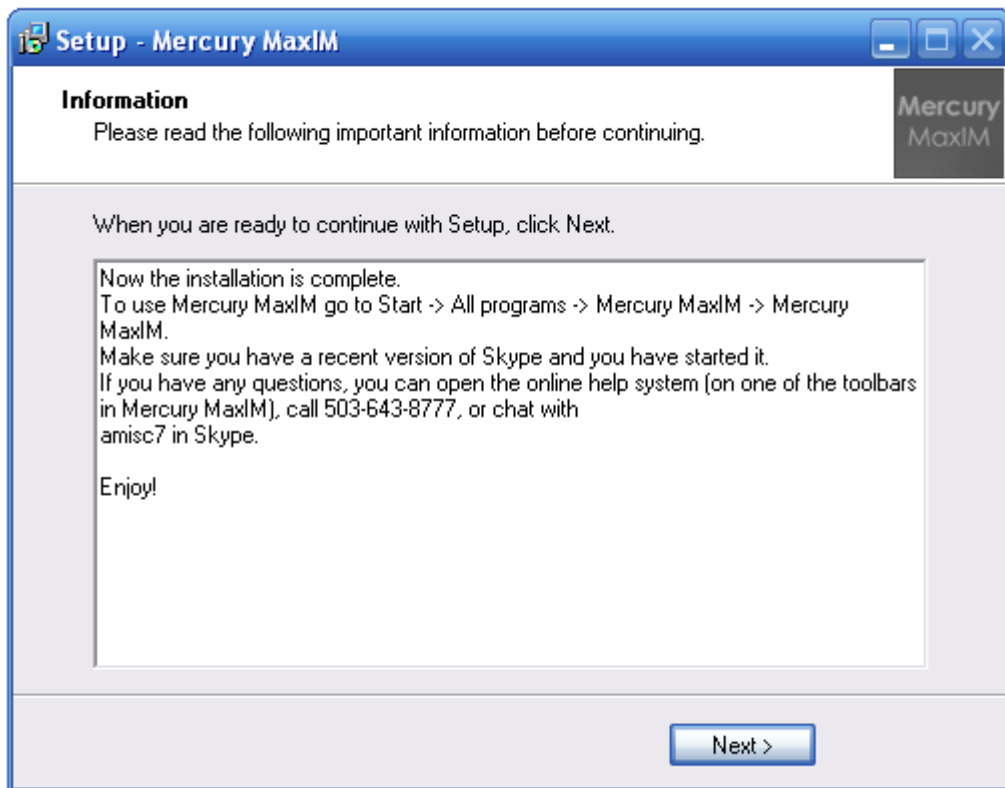 Setup - Mercury MaxIM
Information
Please read the following important information before continuing.
Mercury
MaxIM
When you are ready to continue with Setup, click Next.
Now the installation is complete.
To use Mercury MaxIM go to Start -> All programs -> Mercury MaxIM -> Mercury
MaxIM.
Make sure you have a recent version of Skype and you have started it.
If you have any questions, you can open the online help system (on one of the toolbars
in Mercury MaxIM), call 503-643-8777, or chat with
amisc7 in Skype.
Enjoy!
Next >